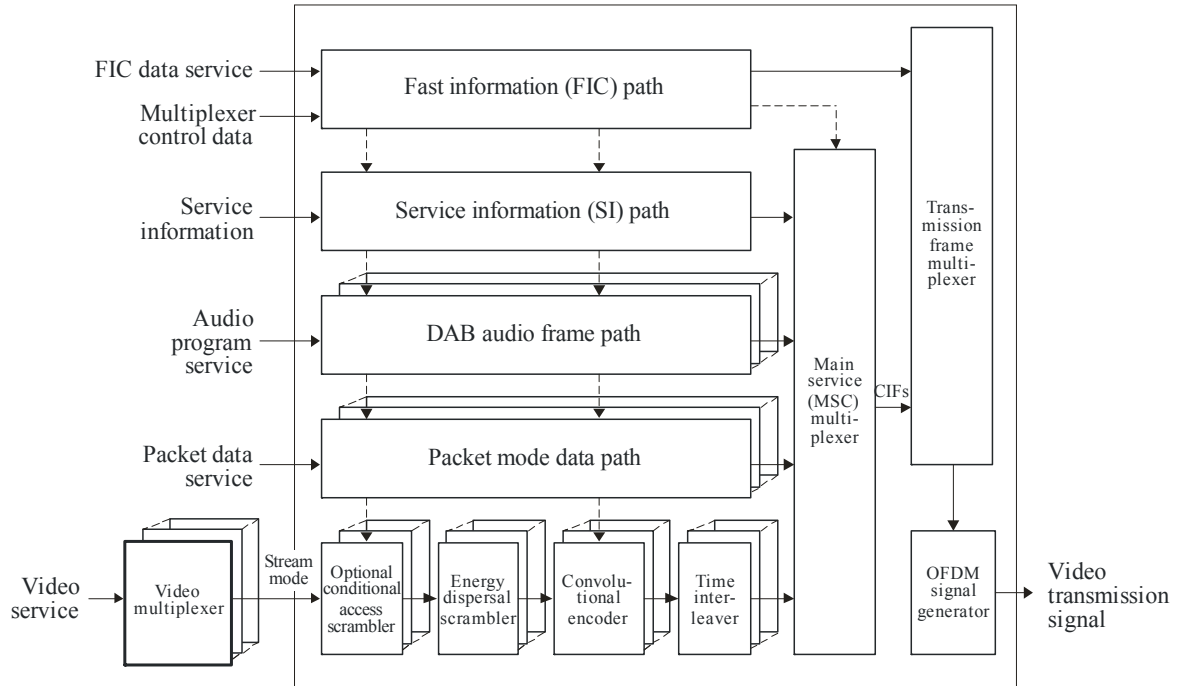 FIC data service
Multiplexer
control data
Fast information (FIC) path
Service
information
Service information (SI) path
Audio
program
service
DAB audio frame path
Packet data
service
Packet mode data path
Video
service
Video
multiplexer
Stream
mode
Optional
conditional
access
scrambler
Energy
dispersal
scrambler
Convolu-
tional
encoder
Time
inter-
leaver
Main
service
(MSC)
multi-
plexer
CIFs
Trans-
mission
frame
multi-
plexer
OFDM
signal
generator
Video
transmission
signal